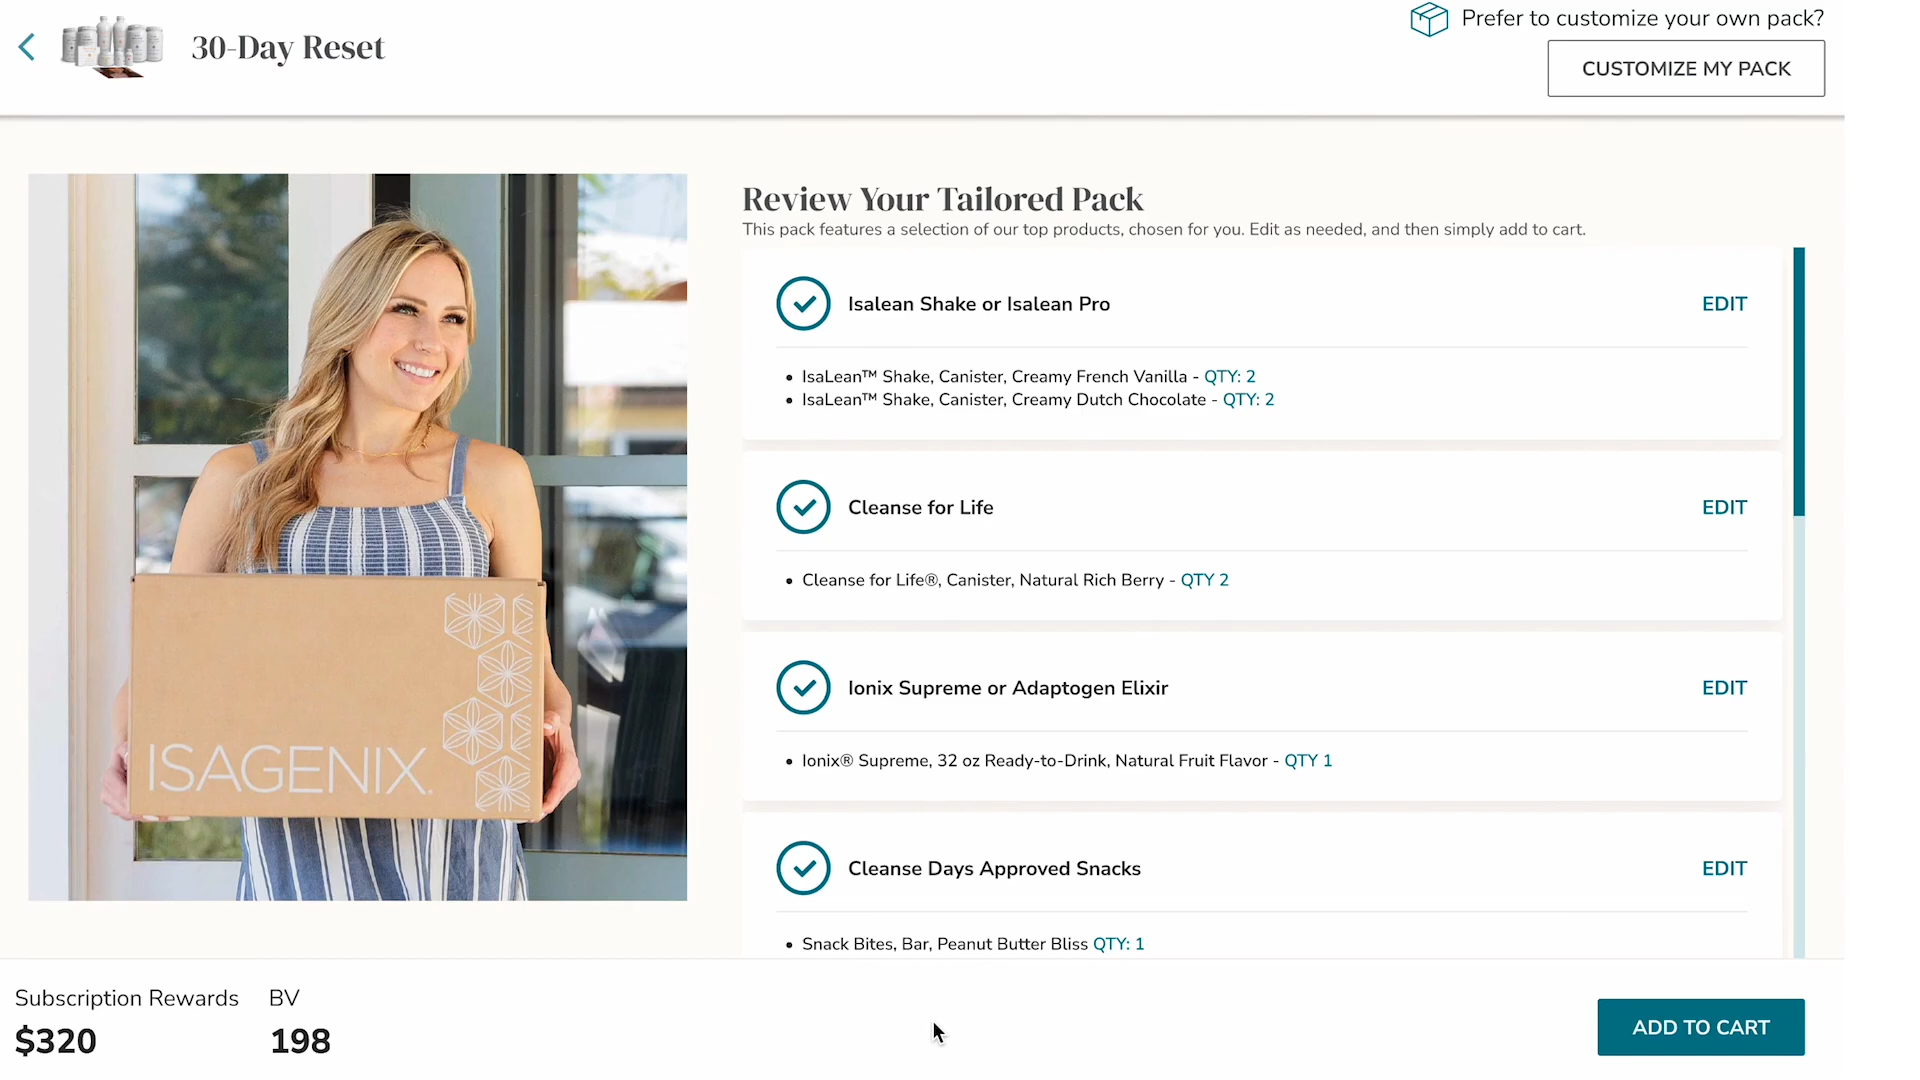 Prefer to customize your own pack?
30-Day Reset
CUSTOMIZE MY PACK
Review Your Tailored Pack
This pack features a selection of our top products, chosen for you. Edit as needed, and then simply add to cart.
Isalean Shake or Isalean Pro
EDIT
• IsaLean™ Shake, Canister, Creamy French Vanilla - QTY: 2
• IsaLean™ Shake, Canister, Creamy Dutch Chocolate - QTY: 2
Cleanse for Life
EDIT
• Cleanse for Life®, Canister, Natural Rich Berry - QTY 2
Ionix Supreme or Adaptogen Elixir
EDIT
• Ionix® Supreme, 32 oz Ready-to-Drink, Natural Fruit Flavor - QTY 1
Cleanse Days Approved Snacks
EDIT
• Snack Bites, Bar, Peanut Butter Bliss QTY: 1
ISAGENIX.
Subscription Rewards
BV
$320
198
ADD TO CART